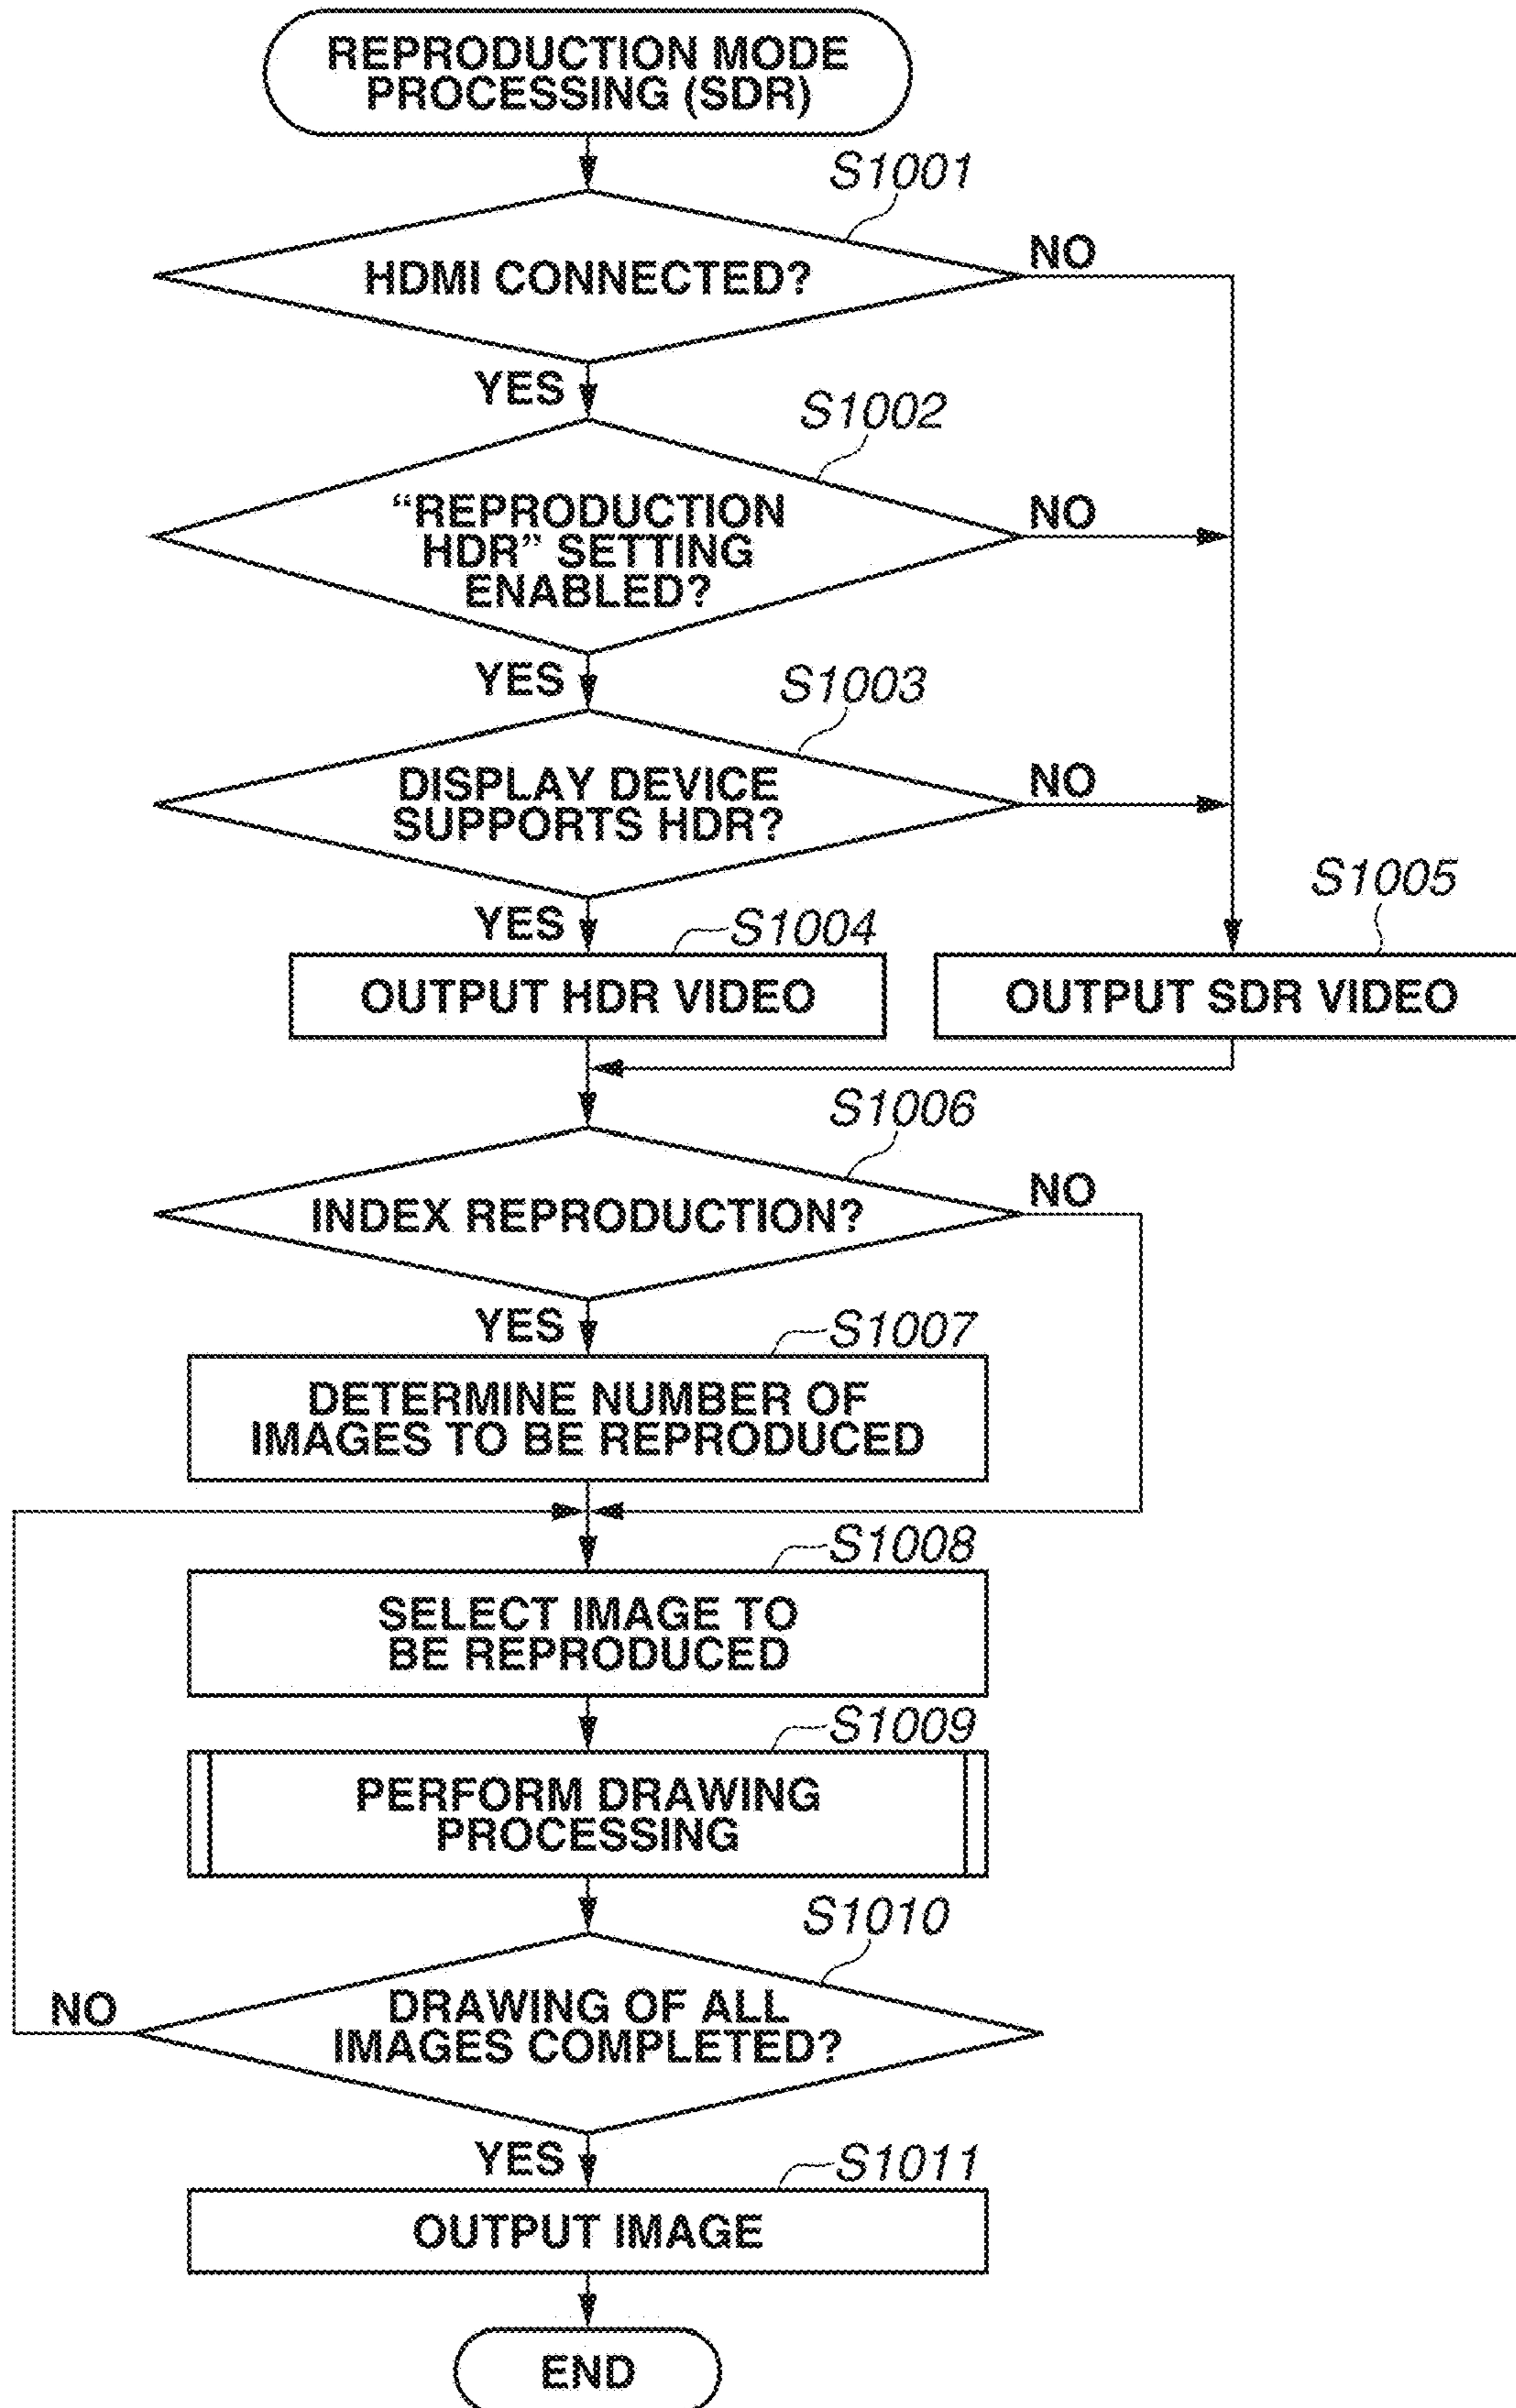 REPRODUCTION MODE
PROCESSING (SDR)
S1001
HDMI CONNECTED?
NO
YES
S1002
“REPRODUCTION
HDR” SETTING
ENABLED?
NO
YES
S1003
DISPLAY DEVICE
SUPPORTS HDR?
NO
YES
S1004
S1005
OUTPUT HDR VIDEO
OUTPUT SDR VIDEO
S1006
INDEX REPRODUCTION?
NO
YES
S1007
DETERMINE NUMBER OF
IMAGES TO BE REPRODUCED
S1008
SELECT IMAGE TO
BE REPRODUCED
S1009
PERFORM DRAWING
PROCESSING
S1010
DRAWING OF ALL
IMAGES COMPLETED?
NO
YES
S1011
OUTPUT IMAGE
END